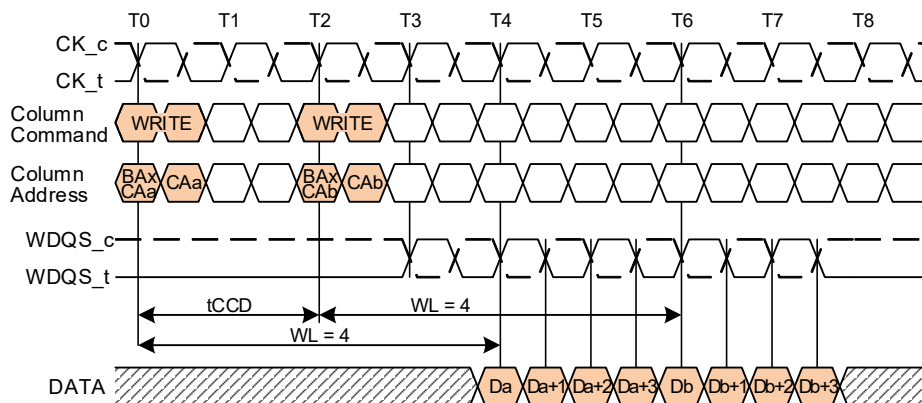 T0 T1 T2 T3 T4 T5 T6 T7 T8
CK_c
CK_t
Column
Command
WRITE WRITE
Column
Address
BAx
CAa
CAa
BAx
CAb
CAb
WDQS_c
WDQS_t
tCCD WL = 4
WL = 4
DATA Da Da+1 Da+2 Da+3 Db Db+1 Db+2 Db+3